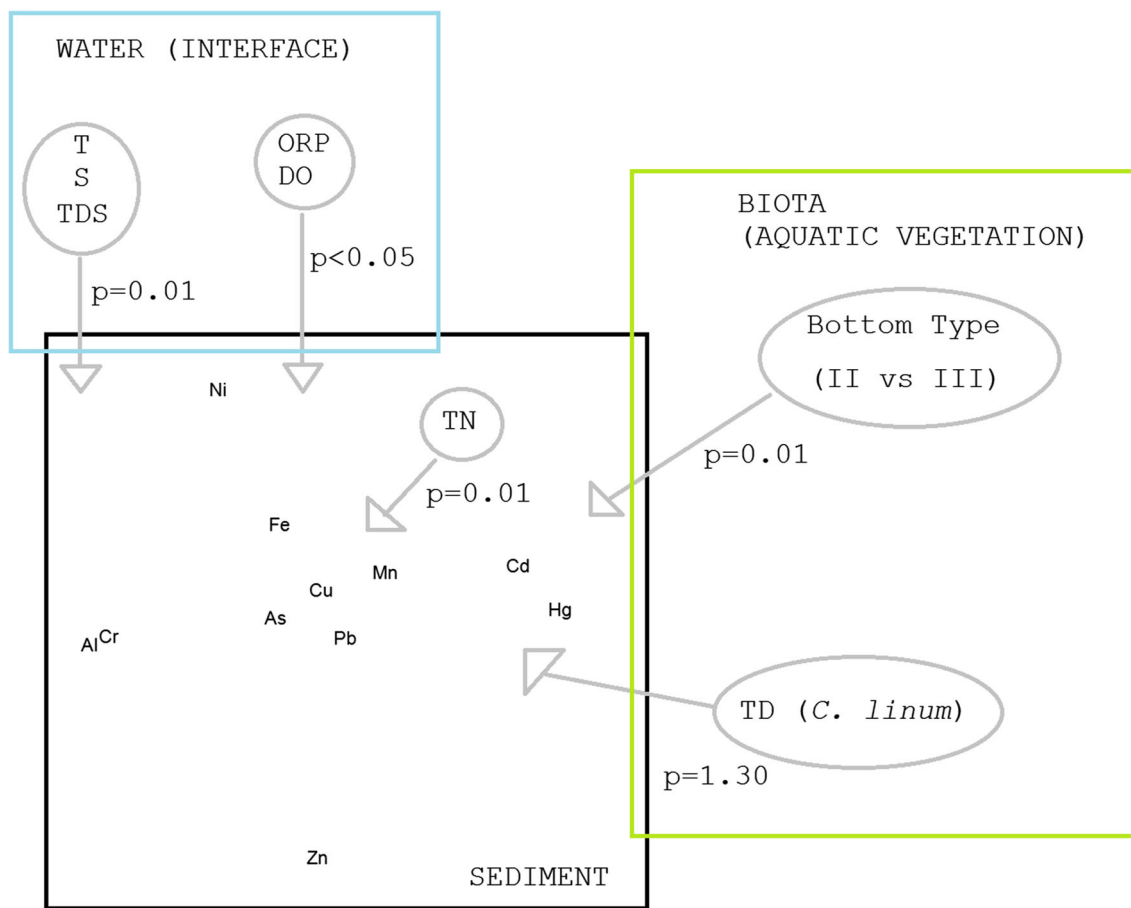 WATER (INTERFACE)
T
S
TDS
ORP
DO
p=0.01
p<0.05
BIOTA
(AQUATIC VEGETATION)
Bottom Type
(II vs III)
p=0.01
Ni
TN
p=0.01
Fe
Mn
Cd
Cu
Hg
As
Pb
Al
Cr
TD (C. linum)
p=1.30
Zn
SEDIMENT